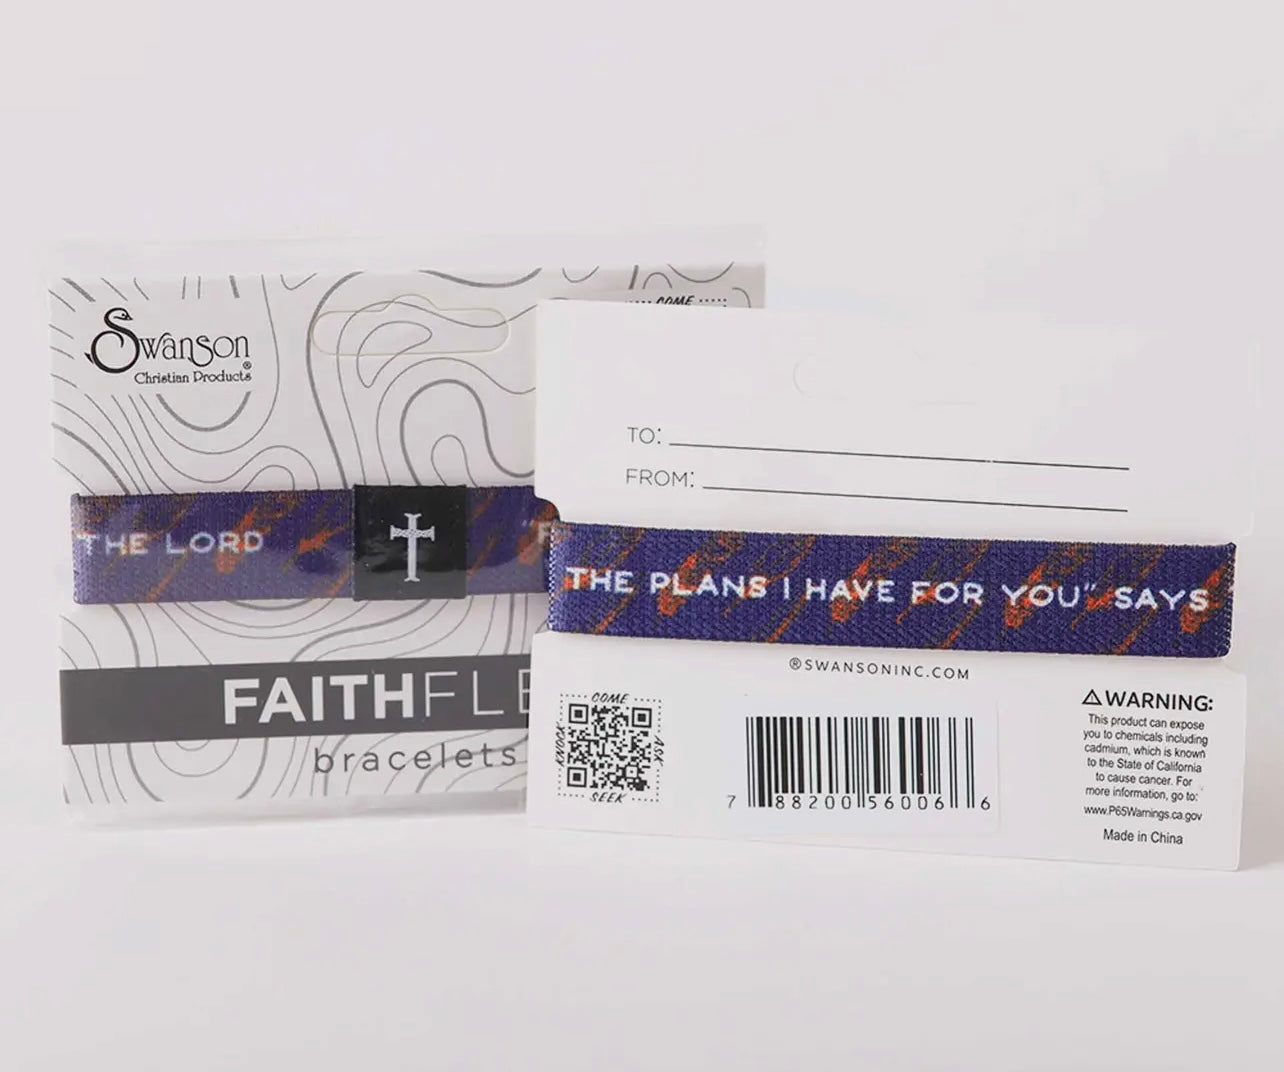 Swanson
®
Christian Products
COME
THE LORD
FAITHFLE
bracelets
TO:
FROM:
THE PLANS I HAVE FOR YOU" SAYS
®SWANSONINC.COM
COME
KNOCK
ASK
SEEK
7 88200 56006 6
⚠WARNING:
This product can expose
you to chemicals including
cadmium, which is known
to the State of California
to cause cancer. For
more information, go to:
www.P65Warnings.ca.gov
Made in China